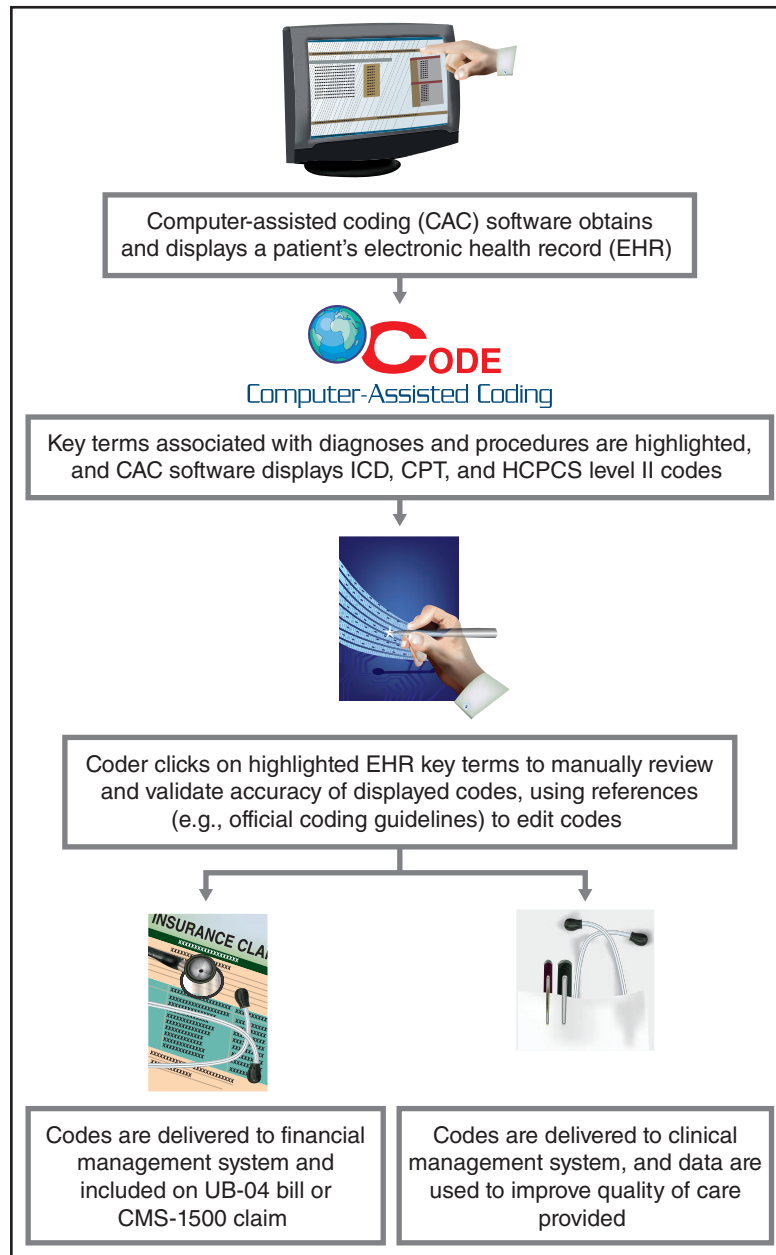 Computer-assisted coding (CAC) software obtains
and displays a patient’s electronic health record (EHR)
CODE
Computer-Assisted Coding
Key terms associated with diagnoses and procedures are highlighted,
and CAC software displays ICD, CPT, and HCPCS level II codes
Coder clicks on highlighted EHR key terms to manually review
and validate accuracy of displayed codes, using references
(e.g., official coding guidelines) to edit codes
INSURANCE CLA
Codes are delivered to financial
management system and
included on UB-04 bill or
CMS-1500 claim
Codes are delivered to clinical
management system, and data are
used to improve quality of care
provided